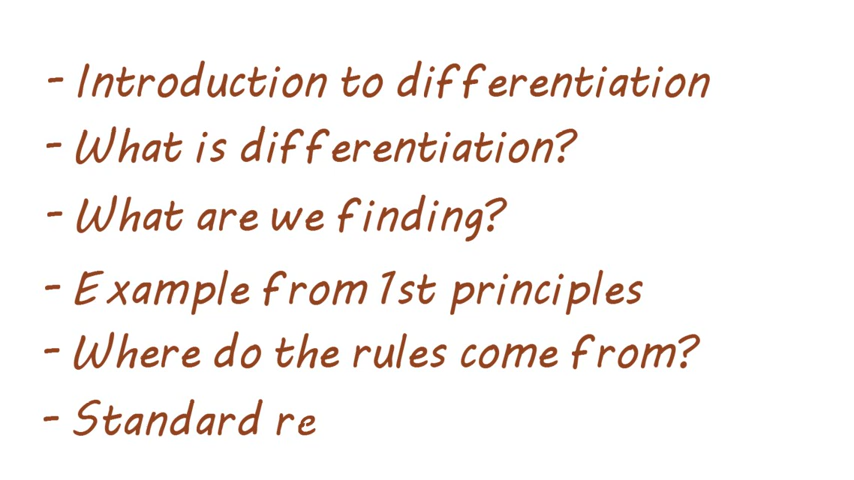 - Introduction to differentiation
- What is differentiation?
- What are we finding?
- Example from 1st principles
- Where do the rules come from?
- Standard re